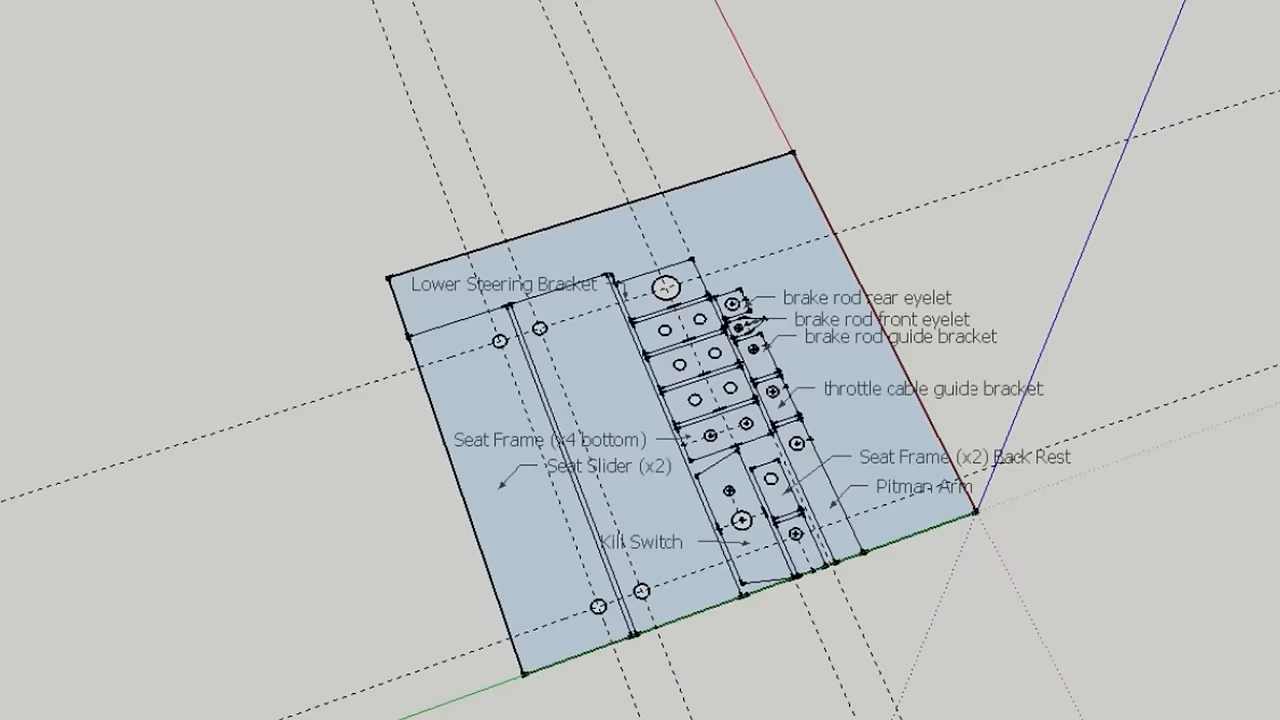 Lower Steering Bracket
brake rod rear eyelet
brake rod front eyelet
brake rod guide bracket
throttle cable guide bracket
Seat Frame (x4 bottom)
Seat Frame (x2) Back Rest
Seat Slider (x2)
Pitman Arm
Kill Switch